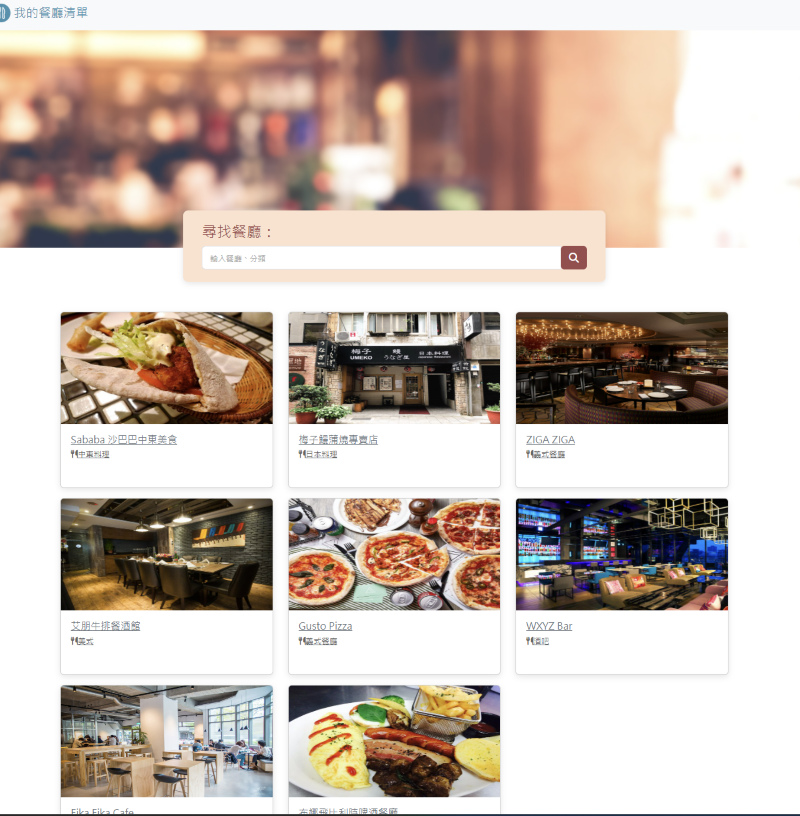 我的餐廳清單
尋找餐廳：
輸入餐廳、分類
梅子 鰻 日本料理
UMEKO うなぎ屋
Sababa 沙巴巴中東美食
梅子鰻蒲燒專賣店
ZIGA ZIGA
中東料理
日本料理
義式餐廳
艾朋牛排餐酒館
Gusto Pizza
WXYZ Bar
美式
義式餐廳
酒吧
Fika Fika Cafe
布娜飛比利時啤酒餐廳